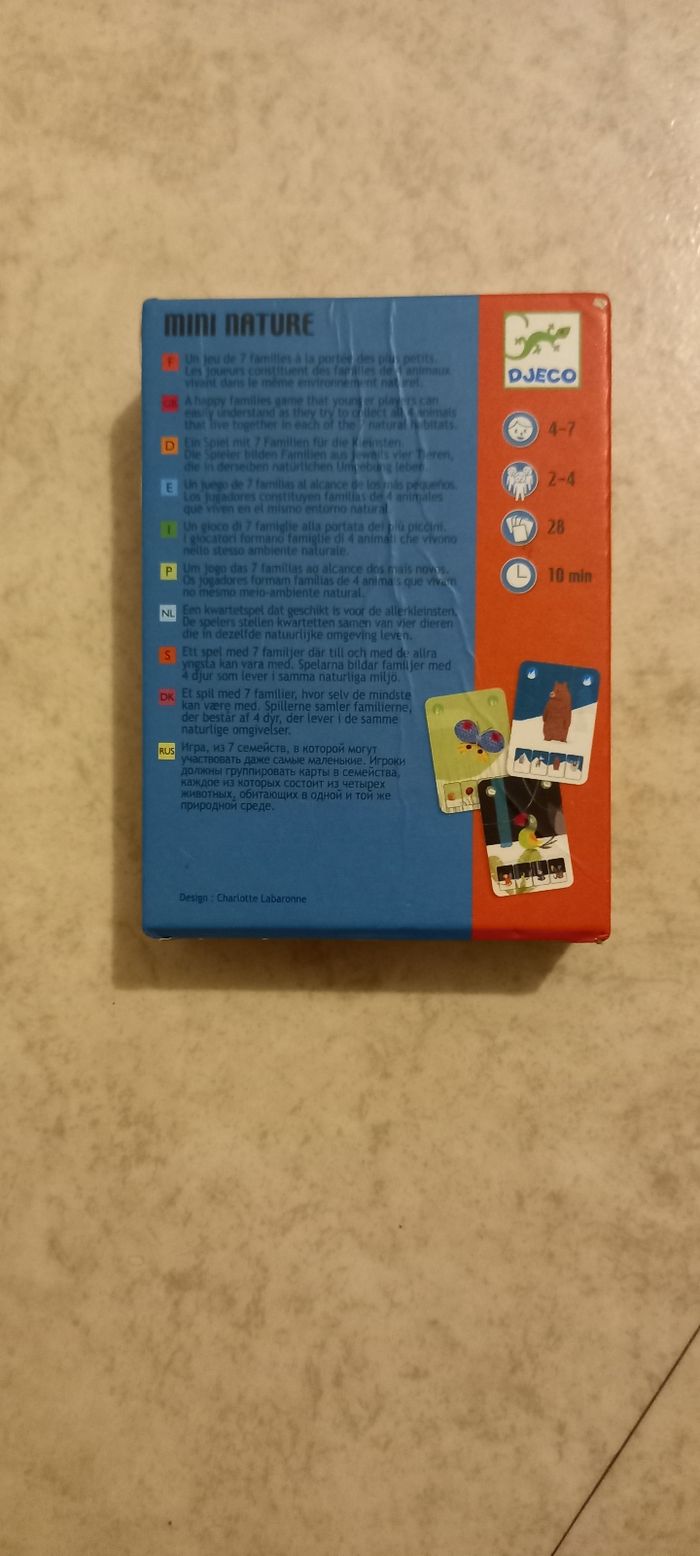 MINI NATURE
F Un jeu de 7 familles à la portée des plus petits.
Les joueurs constituent des familles de 4 animaux
vivant dans le même environnement naturel.
GB A happy families game that younger players can
easily understand as they try to collect all 4 animals
that live together in each of the 7 natural habitats.
D Ein Spiel mit 7 Familien für die Kleinsten.
Die Spieler bilden Familien aus jeweils vier Tieren,
die in derselben natürlichen Umgebung leben.
E Un juego de 7 familias al alcance de los más pequeños.
Los jugadores constituyen familias de 4 animales
que viven en el mismo entorno natural.
I Un gioco di 7 famiglie alla portata dei più piccini.
I giocatori formano famiglie di 4 animali che vivono
nello stesso ambiente naturale.
P Um jogo das 7 famílias ao alcance dos mais novos.
Os jogadores formam famílias de 4 animais que vivam
no mesmo meio-ambiente natural.
NL Een kwartetspel dat geschikt is voor de allerkleinsten.
De spelers stellen kwartetten samen van vier dieren
die in dezelfde natuurlijke omgeving leven.
S Ett spel med 7 familjer där till och med de allra
yngsta kan vara med. Spelarna bildar familjer med
4 djur som lever i samma naturliga miljö.
DK Et spil med 7 familier, hvor selv de mindste
kan være med. Spillerne samler familierne,
der består af 4 dyr, der lever i de samme
naturlige omgivelser.
RUS Игра, из 7 семейств, в которой могут
участвовать даже самые маленькие. Игроки
должны группировать карты в семейства,
каждое из которых состоит из четырех
животных, обитающих в одной и той же
природной среде.
Design : Charlotte Labaronne
DJECO
4-7
2-4
28
10 min